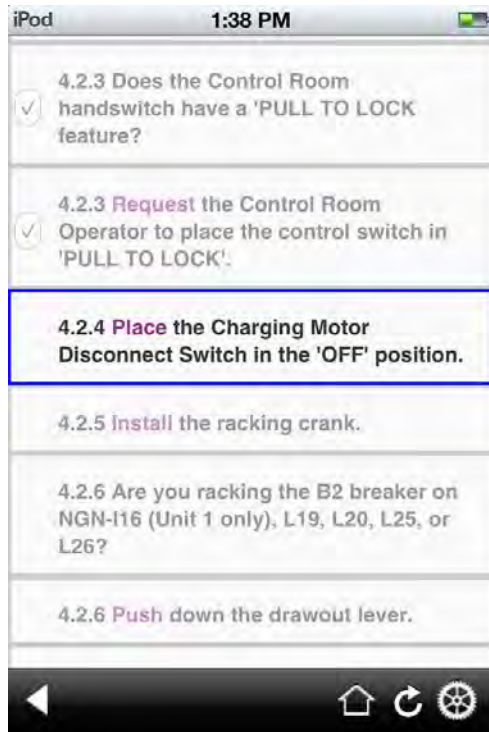 iPod 1:38 PM
4.2.3 Does the Control Room
handswitch have a 'PULL TO LOCK
feature?
4.2.3 Request the Control Room
Operator to place the control switch in
'PULL TO LOCK'.
4.2.4 Place the Charging Motor
Disconnect Switch in the 'OFF' position.
4.2.5 Install the racking crank.
4.2.6 Are you racking the B2 breaker on
NGN-I16 (Unit 1 only), L19, L20, L25, or
L26?
4.2.6 Push down the drawout lever.